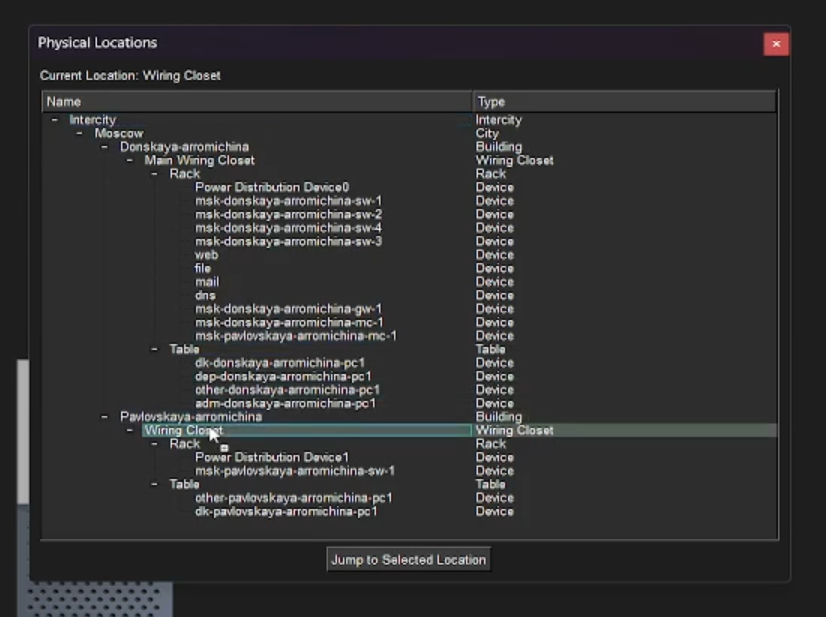 Physical Locations
Current Location: Wiring Closet
Name Type
Intercity Intercity
Moscow City
Donskaya-arromichina Building
Main Wiring Closet Wiring Closet
Rack Rack
Power Distribution Device0 Device
msk-donskaya-arromichina-sw-1 Device
msk-donskaya-arromichina-sw-2 Device
msk-donskaya-arromichina-sw-4 Device
msk-donskaya-arromichina-sw-3 Device
web Device
file Device
mail Device
dns Device
msk-donskaya-arromichina-gw-1 Device
msk-donskaya-arromichina-mc-1 Device
msk-pavlovskaya-arromichina-mc-1 Device
Table Table
dk-donskaya-arromichina-pc1 Device
dep-donskaya-arromichina-pc1 Device
other-donskaya-arromichina-pc1 Device
adm-donskaya-arromichina-pc1 Device
Pavlovskaya-arromichina Building
Wiring Closet Wiring Closet
Rack Rack
Power Distribution Device1 Device
msk-pavlovskaya-arromichina-sw-1 Device
Table Table
other-pavlovskaya-arromichina-pc1 Device
dk-pavlovskaya-arromichina-pc1 Device
Jump to Selected Location